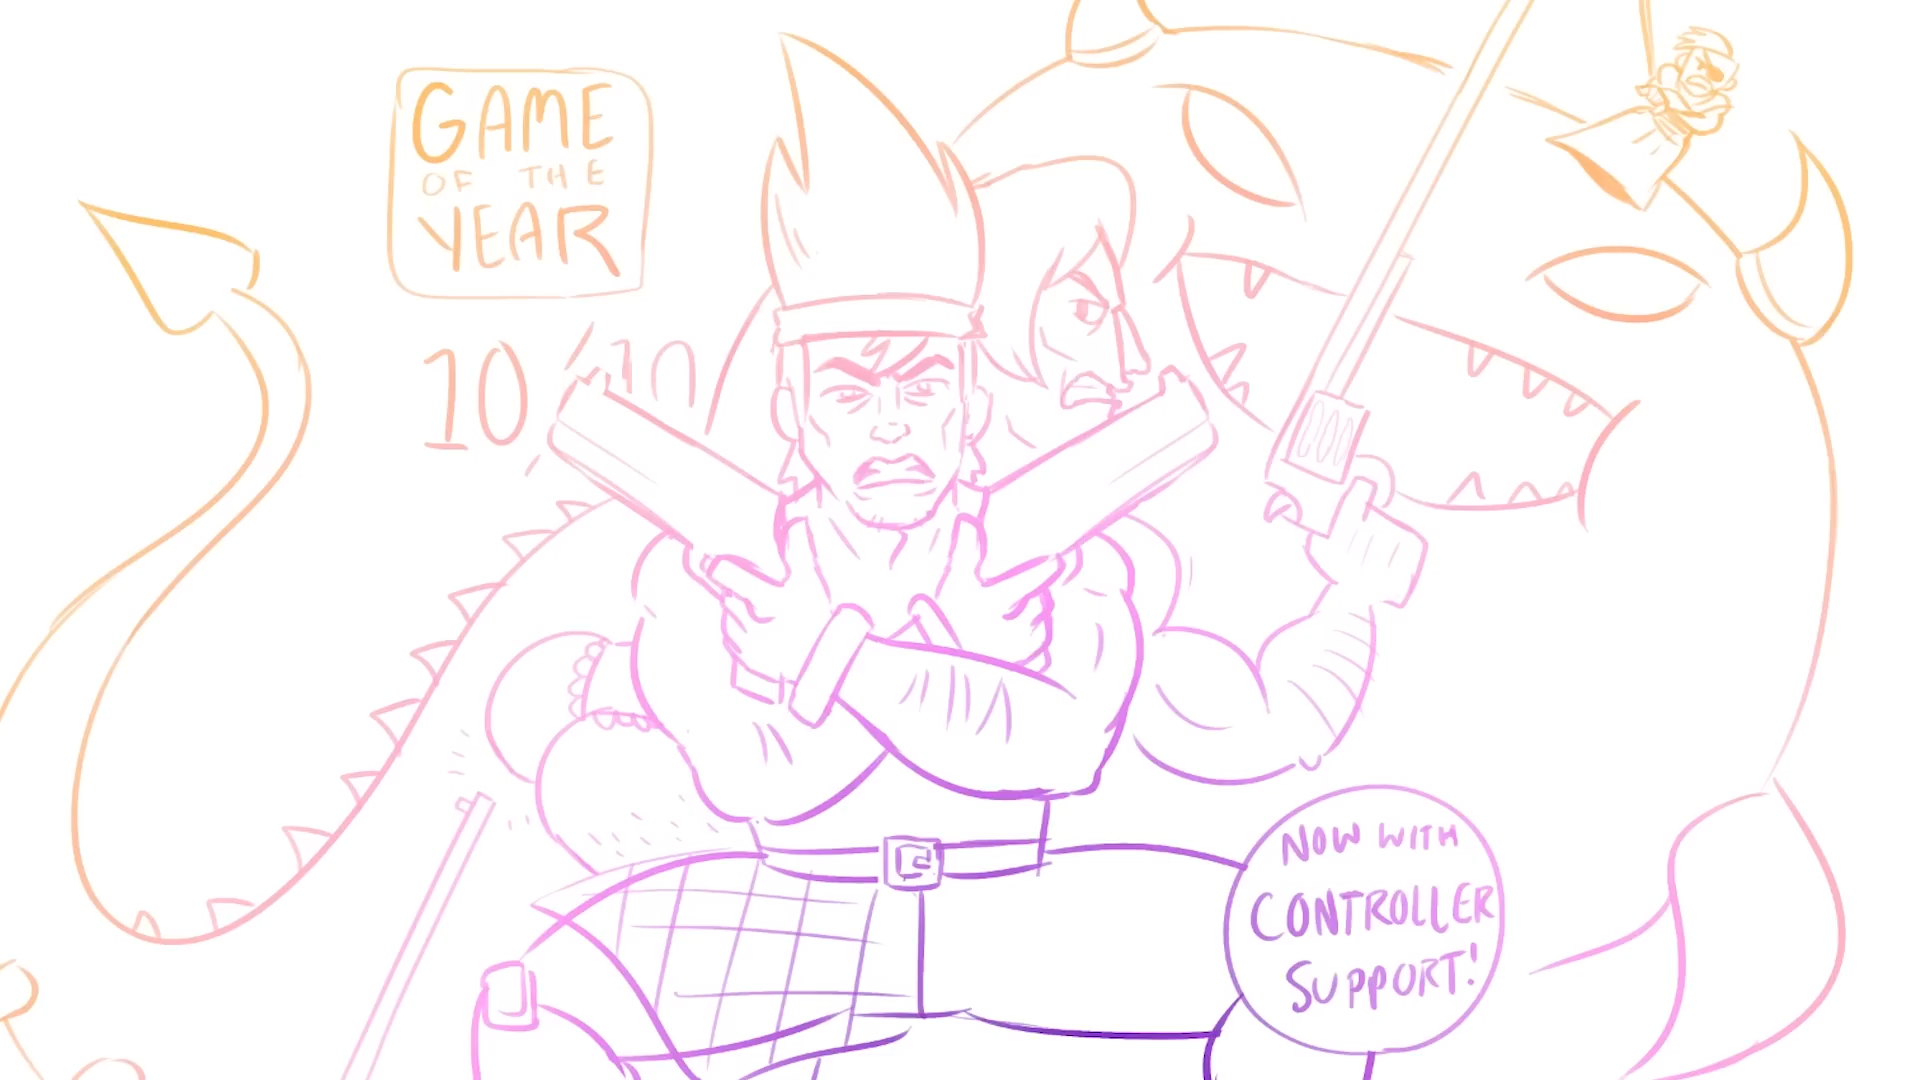 GAME
OF THE
YEAR
10/10
NOW WITH
CONTROLLER
SUPPORT!